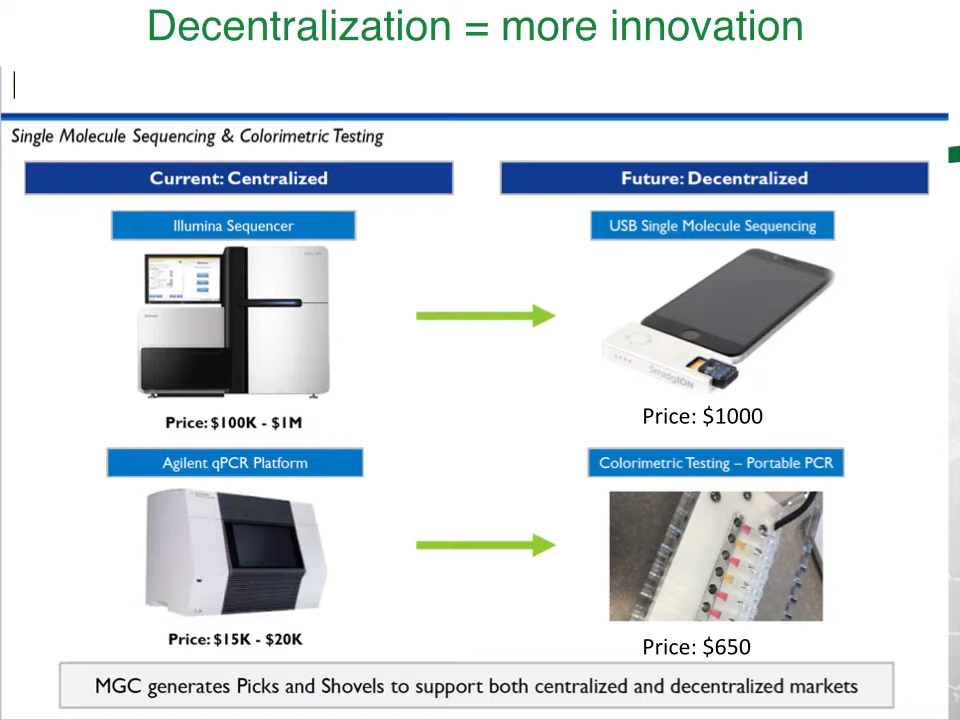 Decentralization = more innovation
Single Molecule Sequencing & Colorimetric Testing
Current: Centralized
Future: Decentralized
Illumina Sequencer
USB Single Molecule Sequencing
SmidgION
Price: $100K - $1M
Price: $1000
Agilent qPCR Platform
Colorimetric Testing – Portable PCR
Price: $15K - $20K
Price: $650
MGC generates Picks and Shovels to support both centralized and decentralized markets